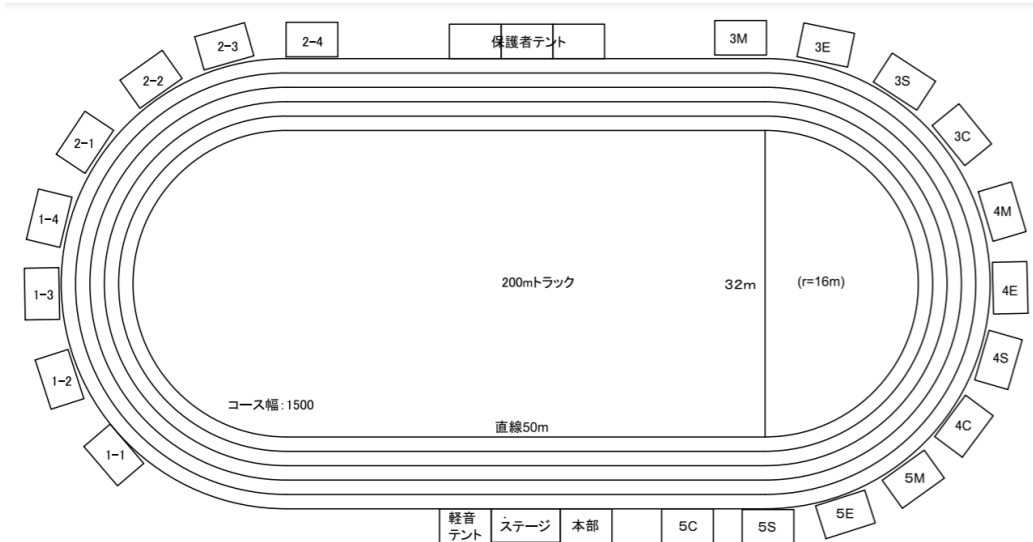 2-3
2-4
保護者テント
3M
3E
2-2
3S
2-1
3C
1-4
4M
200mトラック
32m
(r=16m)
1-3
4E
1-2
4S
コース幅:1500
直線50m
4C
1-1
5M
軽音
テント
ステージ
本部
5C
5S
5E